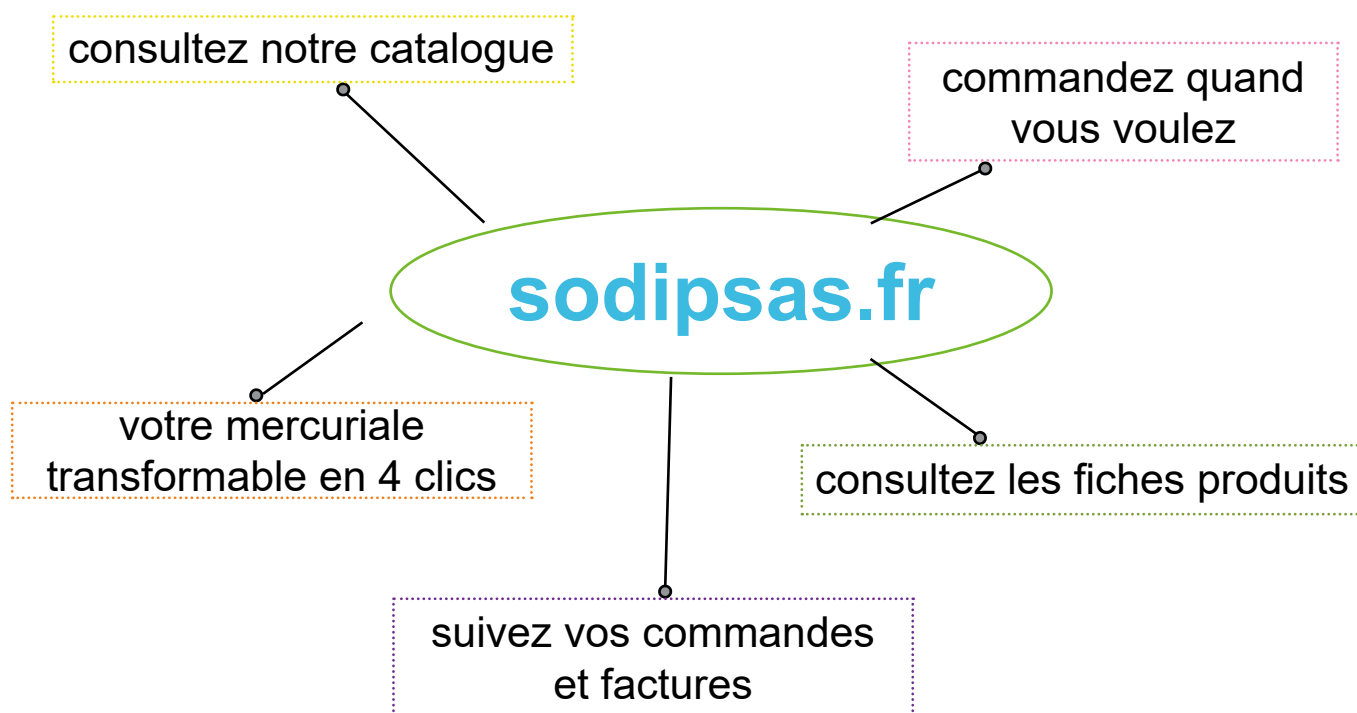 consultez notre catalogue
commandez quand
vous voulez
sodipsas.fr
votre mercuriale
transformable en 4 clics
consultez les fiches produits
suivez vos commandes
et factures